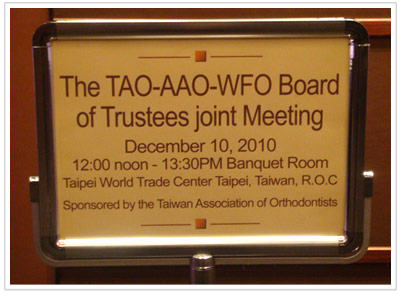 The TAO-AAO-WFO Board
of Trustees joint Meeting
December 10, 2010
12:00 noon - 13:30PM Banquet Room
Taipei World Trade Center Taipei, Taiwan, R.O.C
Sponsored by the Taiwan Association of Orthodontists